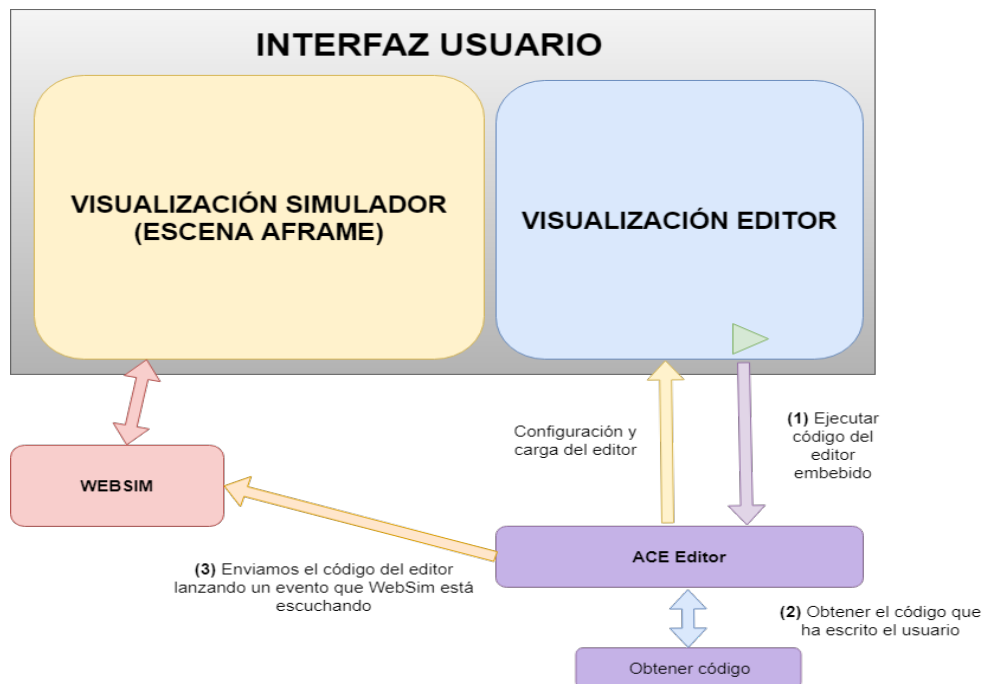 INTERFAZ USUARIO
VISUALIZACIÓN SIMULADOR
(ESCENA AFRAME)
VISUALIZACIÓN EDITOR
Configuración y
carga del editor
(1) Ejecutar
código del
editor
embebido
WEBSIM
ACE Editor
(3) Enviamos el código del editor
lanzando un evento que WebSim está
escuchando
(2) Obtener el código que
ha escrito el usuario
Obtener código